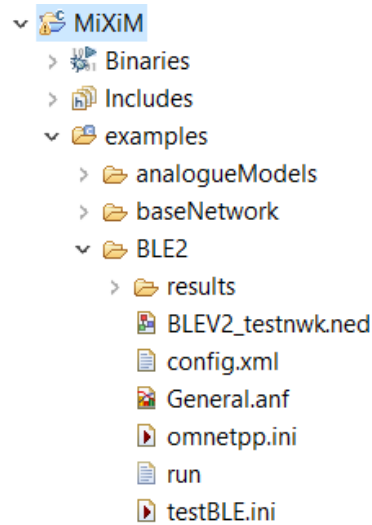 MiXiM
Binaries
Includes
examples
analogueModels
baseNetwork
BLE2
results
BLEV2_testnwk.ned
config.xml
General.anf
omnetpp.ini
run
testBLE.ini